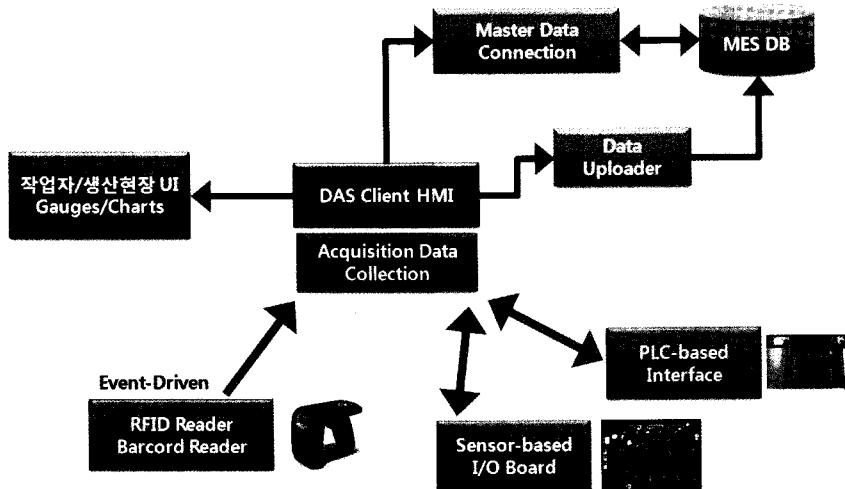 Master Data
Connection
MES DB
Data
Uploader
작업자/생산현장 UI
Gauges/Charts
DAS Client HMI
Acquisition Data
Collection
PLC-based
Interface
Event-Driven
RFID Reader
Barcord Reader
Sensor-based
I/O Board